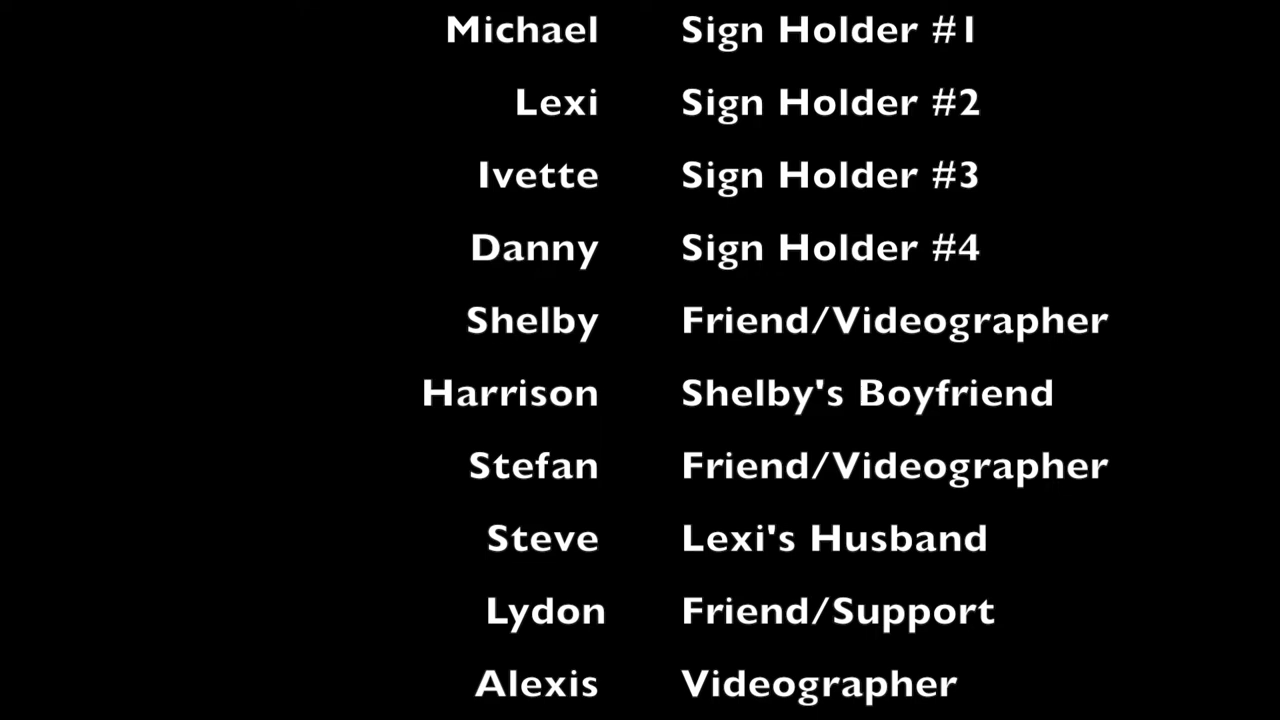 Michael Sign Holder #1
Lexi Sign Holder #2
Ivette Sign Holder #3
Danny Sign Holder #4
Shelby Friend/Videographer
Harrison Shelby's Boyfriend
Stefan Friend/Videographer
Steve Lexi's Husband
Lydon Friend/Support
Alexis Videographer